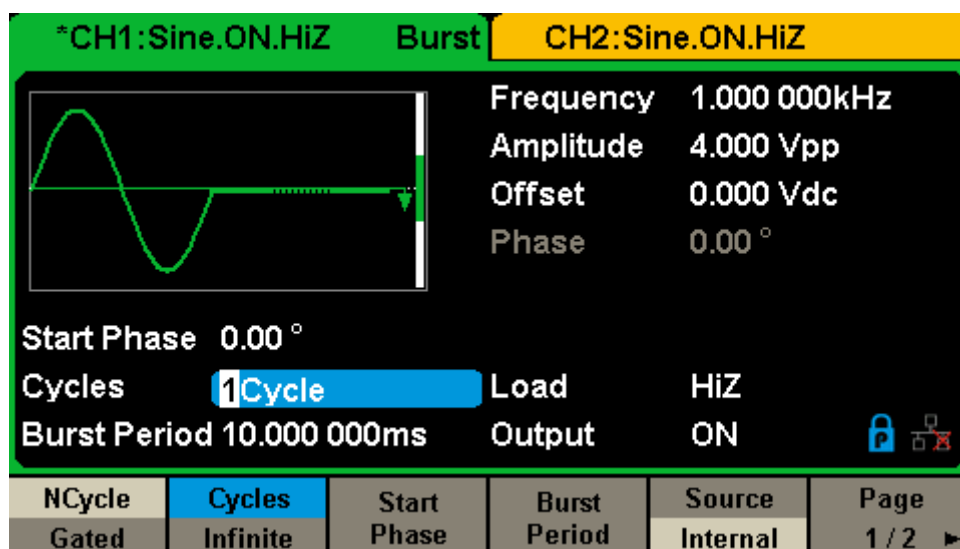 *CH1:Sine.ON.HiZ Burst CH2:Sine.ON.HiZ
Frequency 1.000 000kHz
Amplitude 4.000 Vpp
Offset 0.000 Vdc
Phase 0.00 °
Start Phase 0.00 °
Cycles 1Cycle Load HiZ
Burst Period 10.000 000ms Output ON
P
NCycle Cycles Start Burst Source Page
Gated Infinite Phase Period Internal 1/2 ►